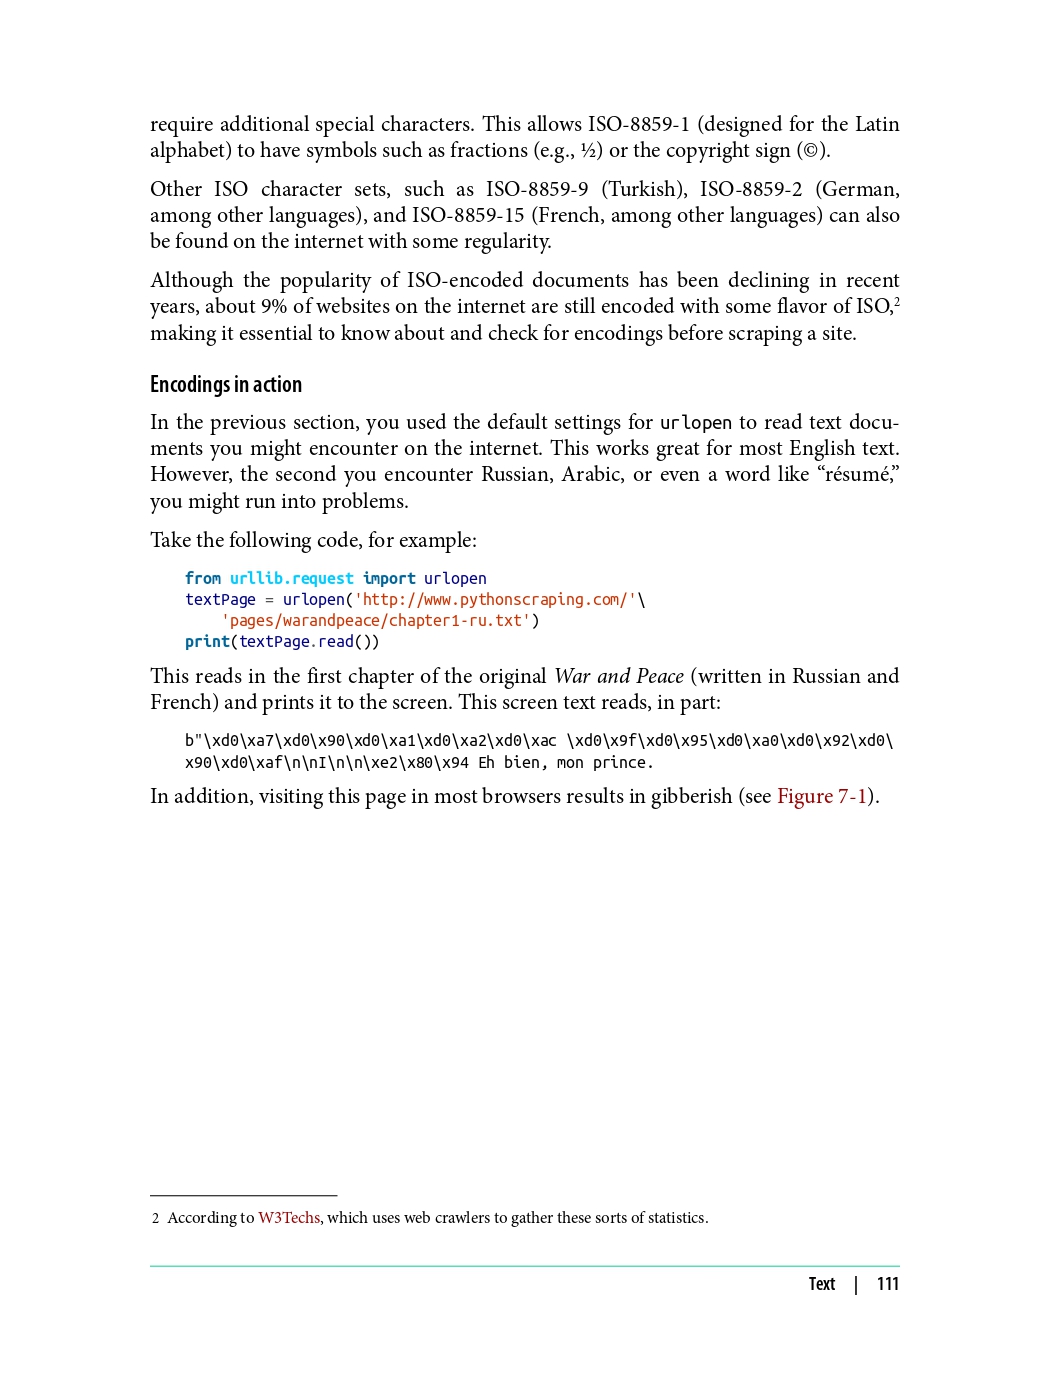 require additional special characters. This allows ISO-8859-1 (designed for the Latin
alphabet) to have symbols such as fractions (e.g., ½) or the copyright sign (©).
Other ISO character sets, such as ISO-8859-9 (Turkish), ISO-8859-2 (German,
among other languages), and ISO-8859-15 (French, among other languages) can also
be found on the internet with some regularity.
Although the popularity of ISO-encoded documents has been declining in recent
years, about 9% of websites on the internet are still encoded with some flavor of ISO,2
making it essential to know about and check for encodings before scraping a site.
Encodings in action
In the previous section, you used the default settings for urlopen to read text docu-
ments you might encounter on the internet. This works great for most English text.
However, the second you encounter Russian, Arabic, or even a word like “résumé,”
you might run into problems.
Take the following code, for example:
from urllib.request import urlopen
textPage = urlopen('http://www.pythonscraping.com/'\
    'pages/warandpeace/chapter1-ru.txt')
print(textPage.read())
This reads in the first chapter of the original War and Peace (written in Russian and
French) and prints it to the screen. This screen text reads, in part:
b"\xd0\xa7\xd0\x90\xd0\xa1\xd0\xa2\xd0\xac \xd0\x9f\xd0\x95\xd0\xa0\xd0\x92\xd0\
x90\xd0\xaf\n\nI\n\n\xe2\x80\x94 Eh bien, mon prince.
In addition, visiting this page in most browsers results in gibberish (see Figure 7-1).
2 According to W3Techs, which uses web crawlers to gather these sorts of statistics.
Text | 111